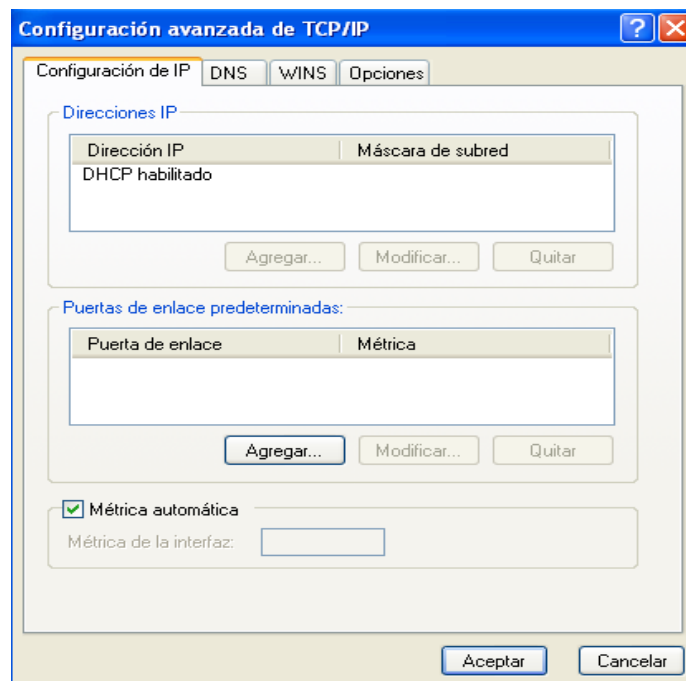 Configuración avanzada de TCP/IP
Configuración de IP DNS WINS Opciones
Direcciones IP
Dirección IP Máscara de subred
DHCP habilitado
Agregar... Modificar... Quitar
Puertas de enlace predeterminadas:
Puerta de enlace Métrica
Agregar... Modificar... Quitar
Métrica automática
Métrica de la interfaz:
Aceptar Cancelar